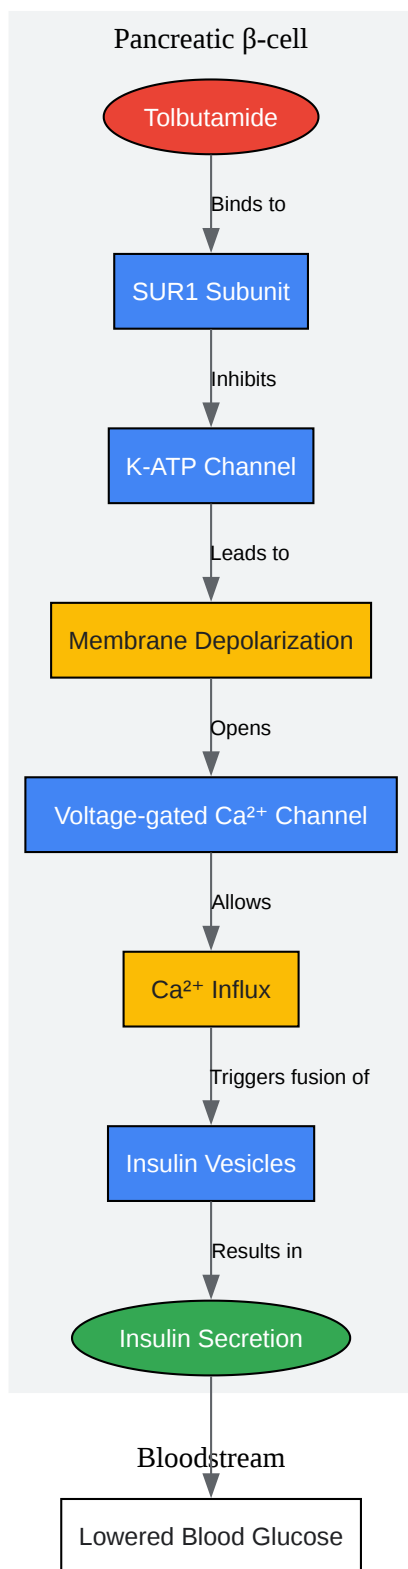 Pancreatic β-cell
Tolbutamide
Binds to
SUR1 Subunit
Inhibits
K-ATP Channel
Leads to
Membrane Depolarization
Opens
Voltage-gated Ca²⁺ Channel
Allows
Ca²⁺ Influx
Triggers fusion of
Insulin Vesicles
Results in
Insulin Secretion
Bloodstream
Lowered Blood Glucose